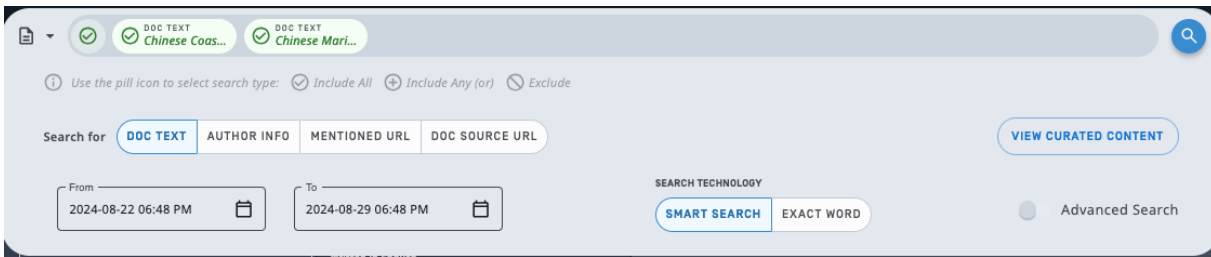 DOC TEXT
Chinese Coas...
DOC TEXT
Chinese Mari...
Use the pill icon to select search type: Include All Include Any (or) Exclude
Search for DOC TEXT AUTHOR INFO MENTIONED URL DOC SOURCE URL
VIEW CURATED CONTENT
From
2024-08-22 06:48 PM
To
2024-08-29 06:48 PM
SEARCH TECHNOLOGY
SMART SEARCH EXACT WORD
Advanced Search